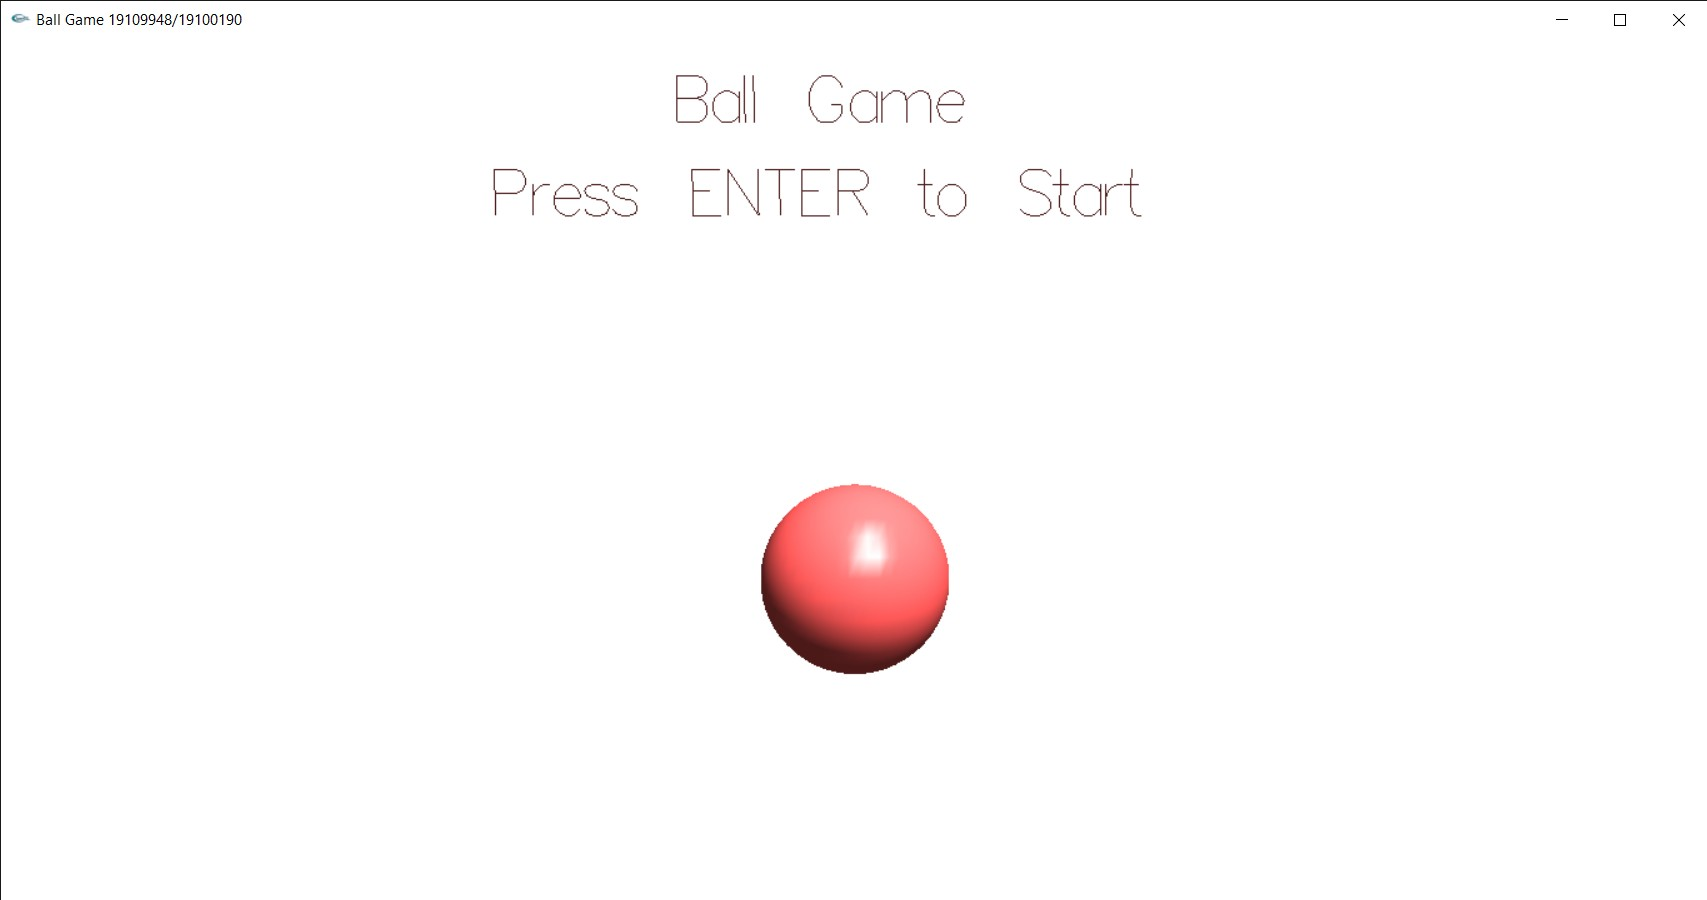 Ball Game 19109948/19100190
Ball Game
Press ENTER to Start